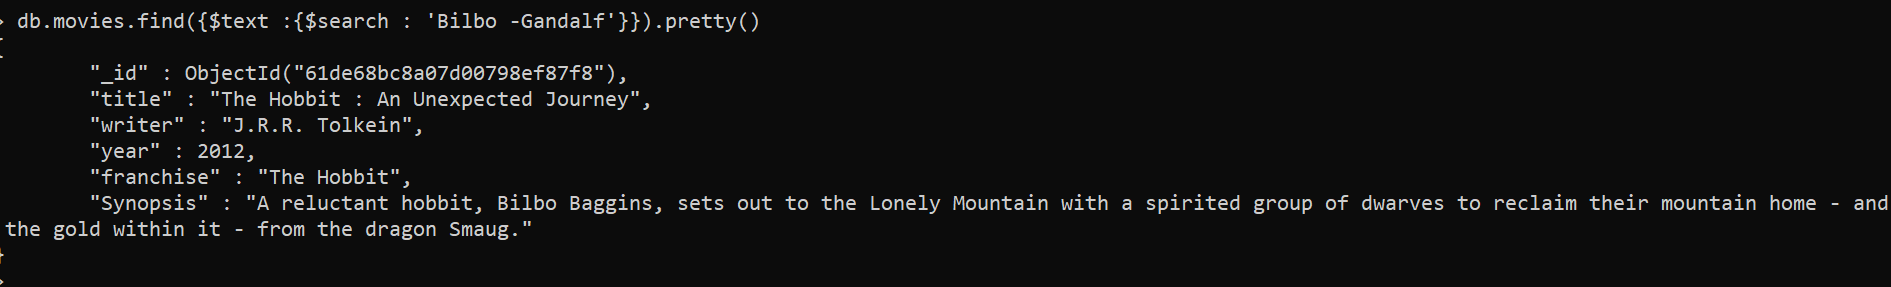 > db.movies.find({$text :{$search : 'Bilbo -Gandalf'}}).pretty()
{
"_id" : ObjectId("61de68bc8a07d00798ef87f8"),
"title" : "The Hobbit : An Unexpected Journey",
"writer" : "J.R.R. Tolkein",
"year" : 2012,
"franchise" : "The Hobbit",
"Synopsis" : "A reluctant hobbit, Bilbo Baggins, sets out to the Lonely Mountain with a spirited group of dwarves to reclaim their mountain home - and
the gold within it - from the dragon Smaug."
}
>